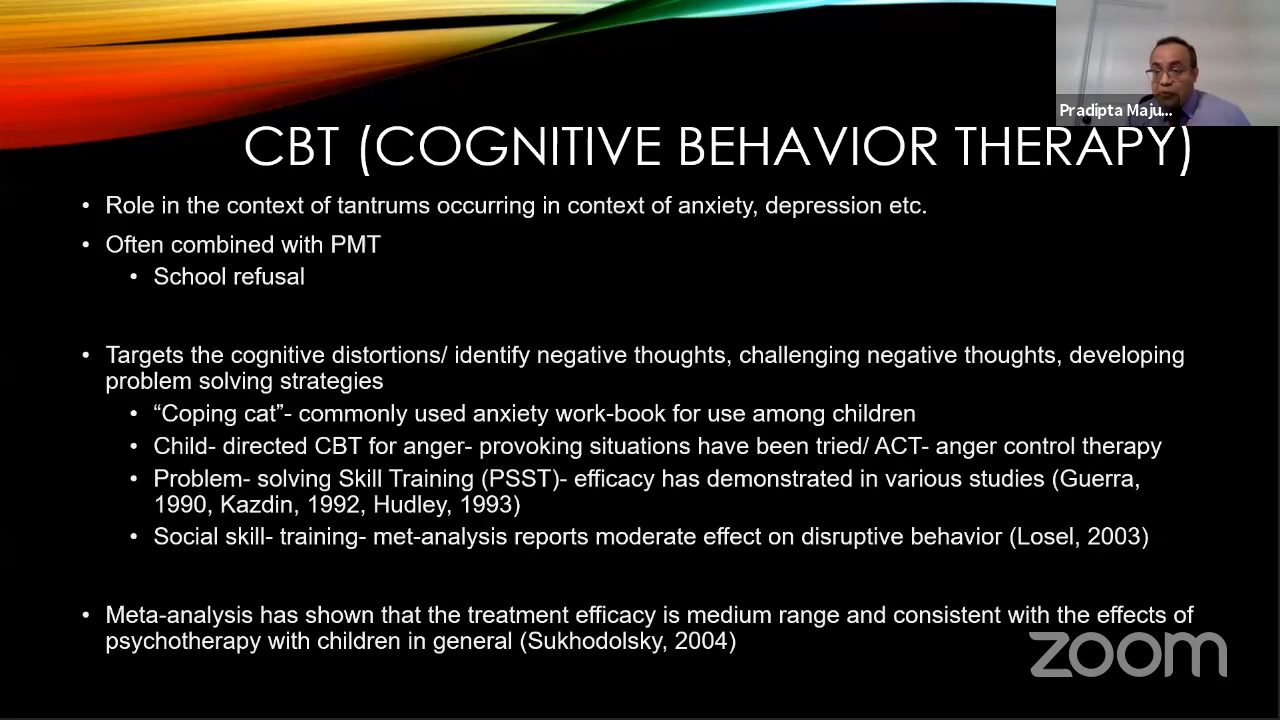 Pradipta Maju...
CBT (COGNITIVE BEHAVIOR THERAPY)
• Role in the context of tantrums occurring in context of anxiety, depression etc.
• Often combined with PMT
• School refusal
• Targets the cognitive distortions/ identify negative thoughts, challenging negative thoughts, developing
problem solving strategies
• “Coping cat”- commonly used anxiety work-book for use among children
• Child- directed CBT for anger- provoking situations have been tried/ ACT- anger control therapy
• Problem- solving Skill Training (PSST)- efficacy has demonstrated in various studies (Guerra,
1990, Kazdin, 1992, Hudley, 1993)
• Social skill- training- met-analysis reports moderate effect on disruptive behavior (Losel, 2003)
• Meta-analysis has shown that the treatment efficacy is medium range and consistent with the effects of
psychotherapy with children in general (Sukhodolsky, 2004)
zoom